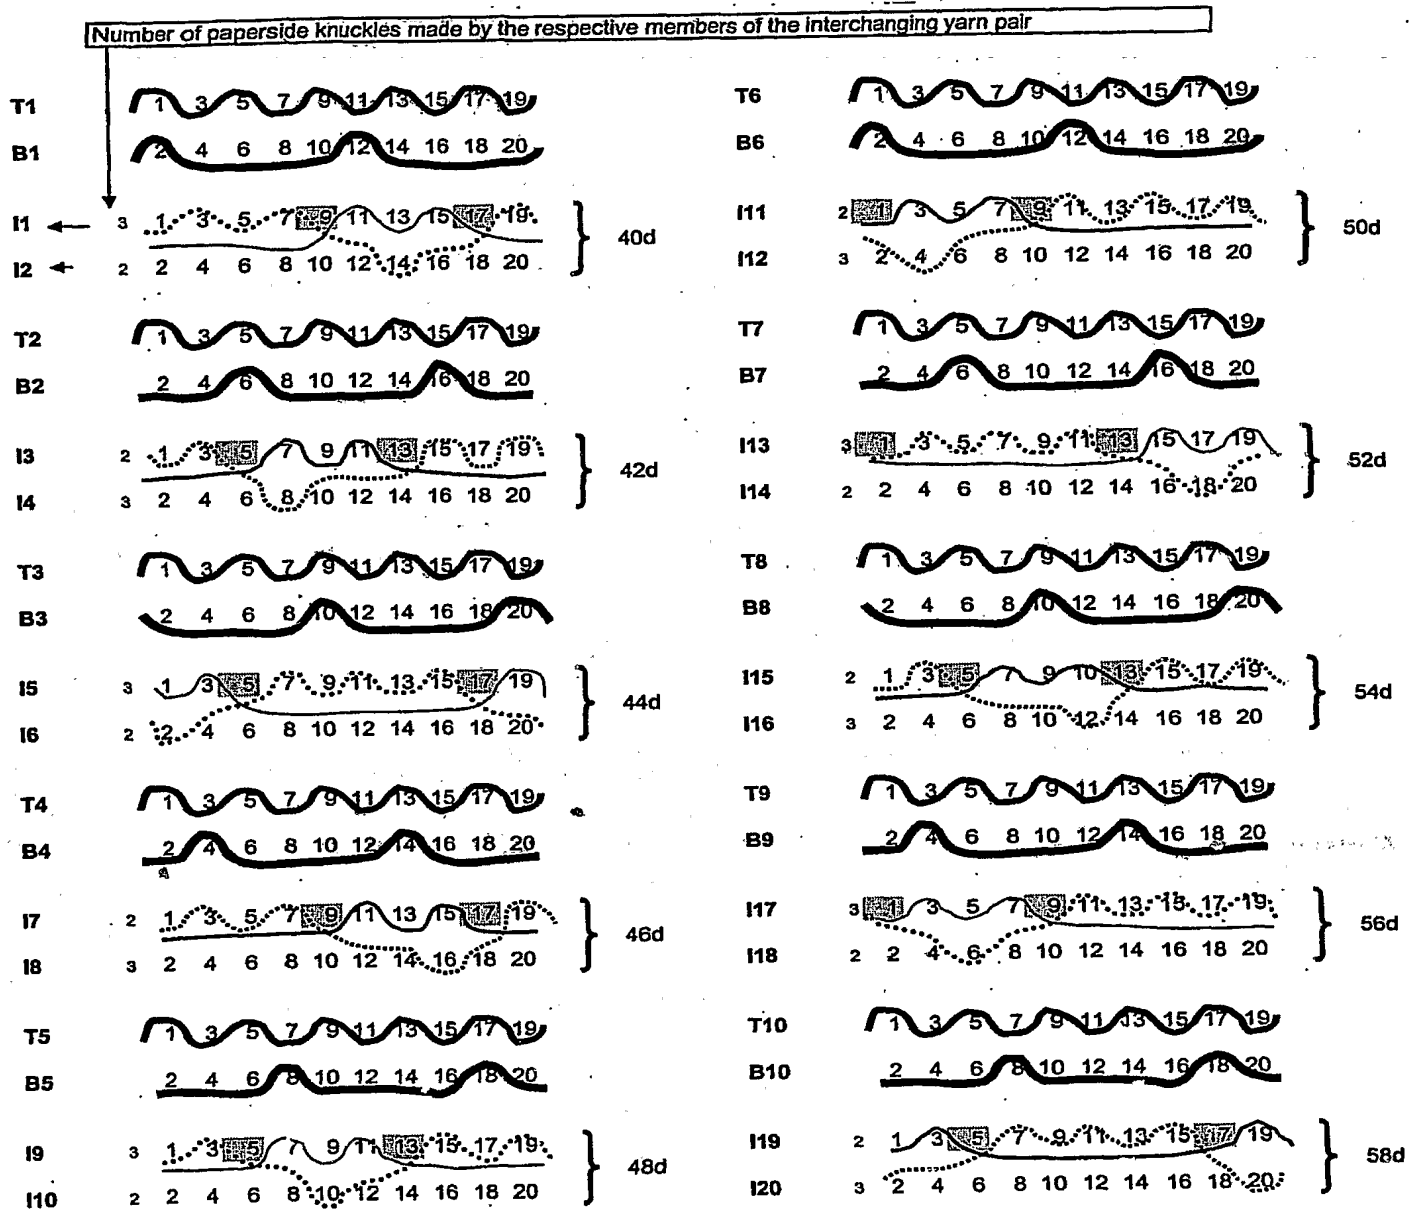 Number of paperside knuckles made by the respective members of the interchanging yarn pair
T1 1 3 5 7 9 11 13 15 17 19
B1 2 4 6 8 10 12 14 16 18 20
I1 3 1 3 5 7 9 11 13 15 17 19
I2 2 2 4 6 8 10 12 14 16 18 20
40d
T2 1 3 5 7 9 11 13 15 17 19
B2 2 4 6 8 10 12 14 16 18 20
I3 2 1 3 5 7 9 11 13 15 17 19
I4 3 2 4 6 8 10 12 14 16 18 20
42d
T3 1 3 5 7 9 11 13 15 17 19
B3 2 4 6 8 10 12 14 16 18 20
I5 3 1 3 5 7 9 11 13 15 17 19
I6 2 2 4 6 8 10 12 14 16 18 20
44d
T4 1 3 5 7 9 11 13 15 17 19
B4 2 4 6 8 10 12 14 16 18 20
I7 2 1 3 5 7 9 11 13 15 17 19
I8 3 2 4 6 8 10 12 14 16 18 20
46d
T5 1 3 5 7 9 11 13 15 17 19
B5 2 4 6 8 10 12 14 16 18 20
I9 3 1 3 5 7 9 11 13 15 17 19
I10 2 2 4 6 8 10 12 14 16 18 20
48d
T6 1 3 5 7 9 11 13 15 17 19
B6 2 4 6 8 10 12 14 16 18 20
I11 2 1 3 5 7 9 11 13 15 17 19
I12 3 2 4 6 8 10 12 14 16 18 20
50d
T7 1 3 5 7 9 11 13 15 17 19
B7 2 4 6 8 10 12 14 16 18 20
I13 3 1 3 5 7 9 11 13 15 17 19
I14 2 2 4 6 8 10 12 14 16 18 20
52d
T8 1 3 5 7 9 11 13 15 17 19
B8 2 4 6 8 10 12 14 16 18 20
I15 2 1 3 5 7 9 10 13 15 17 19
I16 3 2 4 6 8 10 12 14 16 18 20
54d
T9 1 3 5 7 9 11 13 15 17 19
B9 2 4 6 8 10 12 14 16 18 20
I17 3 1 3 5 7 9 11 13 15 17 19
I18 2 2 4 6 8 10 12 14 16 18 20
56d
T10 1 3 5 7 9 11 13 15 17 19
B10 2 4 6 8 10 12 14 16 18 20
I19 2 1 3 5 7 9 11 13 15 17 19
I20 3 2 4 6 8 10 12 14 16 18 20
58d